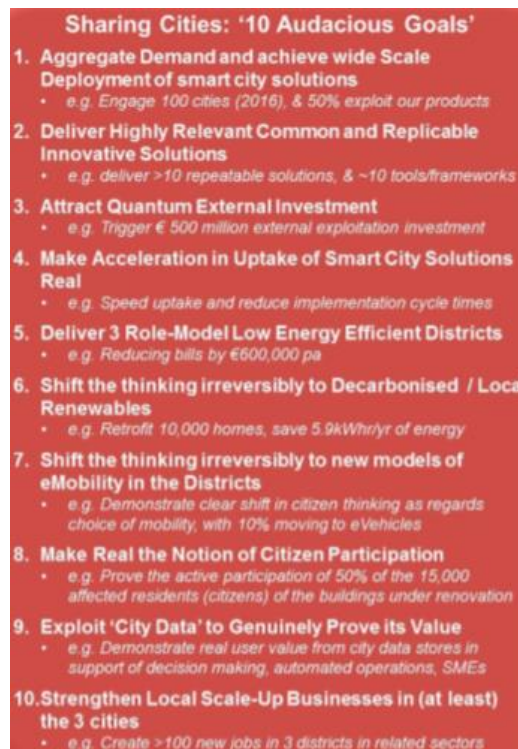 Sharing Cities: ‘10 Audacious Goals’
1. Aggregate Demand and achieve wide Scale
Deployment of smart city solutions
• e.g. Engage 100 cities (2016), & 50% exploit our products
2. Deliver Highly Relevant Common and Replicable
Innovative Solutions
• e.g. deliver >10 repeatable solutions, & ~10 tools/frameworks
3. Attract Quantum External Investment
• e.g. Trigger € 500 million external exploitation investment
4. Make Acceleration in Uptake of Smart City Solutions
Real
• e.g. Speed uptake and reduce implementation cycle times
5. Deliver 3 Role-Model Low Energy Efficient Districts
• e.g. Reducing bills by €600,000 pa
6. Shift the thinking irreversibly to Decarbonised / Loca
Renewables
• e.g. Retrofit 10,000 homes, save 5.9kWhr/yr of energy
7. Shift the thinking irreversibly to new models of
eMobility in the Districts
• e.g. Demonstrate clear shift in citizen thinking as regards
choice of mobility, with 10% moving to eVehicles
8. Make Real the Notion of Citizen Participation
• e.g. Prove the active participation of 50% of the 15,000
affected residents (citizens) of the buildings under renovation
9. Exploit ‘City Data’ to Genuinely Prove its Value
• e.g. Demonstrate real user value from city data stores in
support of decision making, automated operations, SMEs
10.Strengthen Local Scale-Up Businesses in (at least)
the 3 cities
• e.g. Create >100 new jobs in 3 districts in related sectors